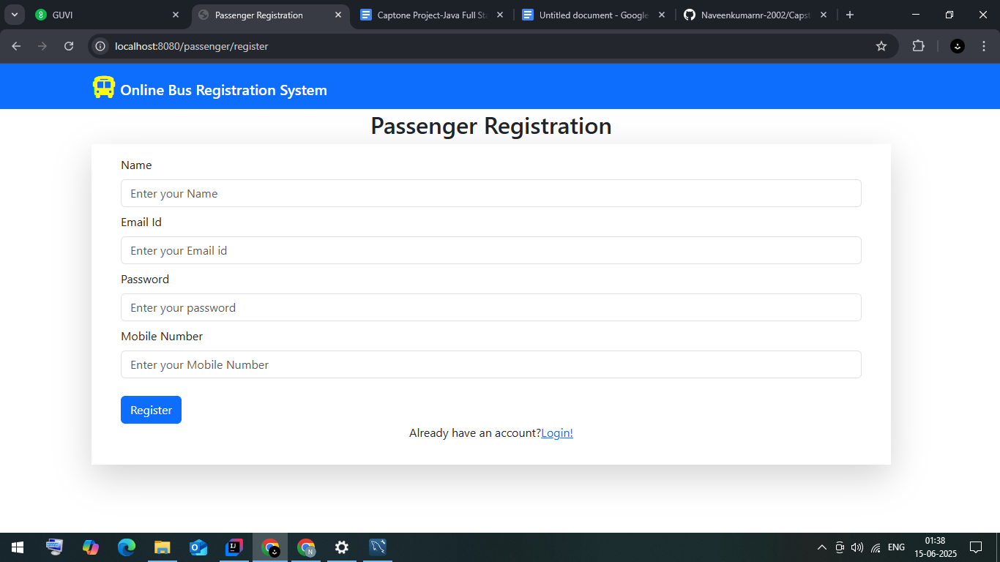 GUVI
Passenger Registration
Captone Project-Java Full Sta
Untitled document - Google
Naveenkumarnr-2002/Capst
localhost:8080/passenger/register
Online Bus Registration System
Passenger Registration
Name
Enter your Name
Email Id
Enter your Email id
Password
Enter your password
Mobile Number
Enter your Mobile Number
Register
Already have an account?Login!
N
ENG
01:38
15-06-2025